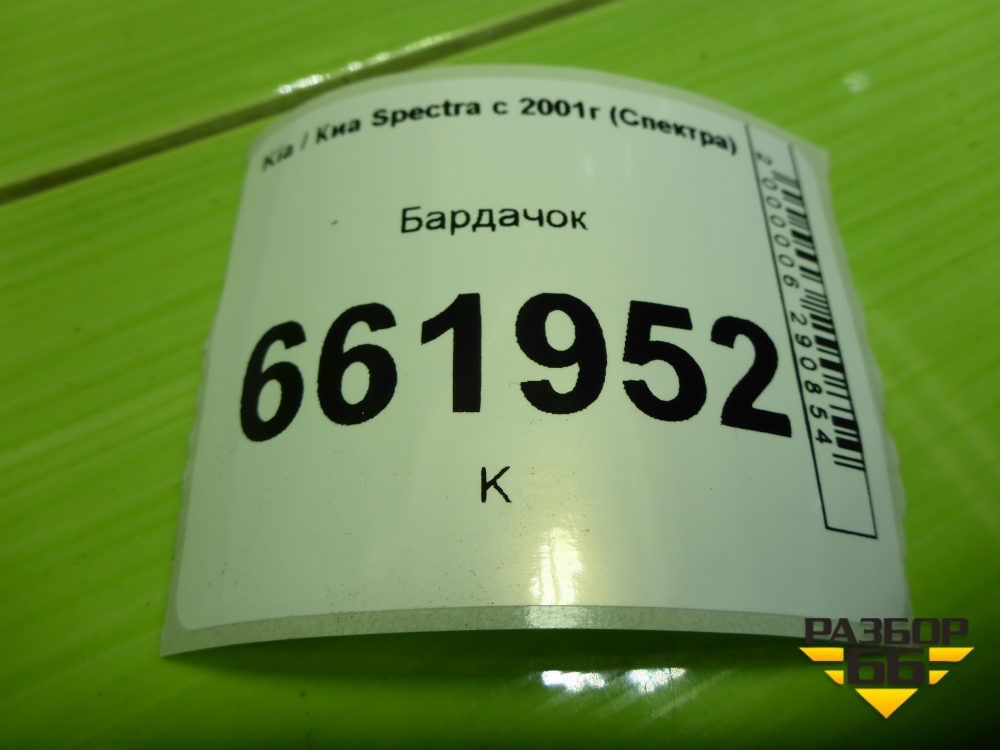 Kia / Киа Spectra с 2001г (Спектра)
Бардачок
661952
К
2000006290854
РАЗБОР
66